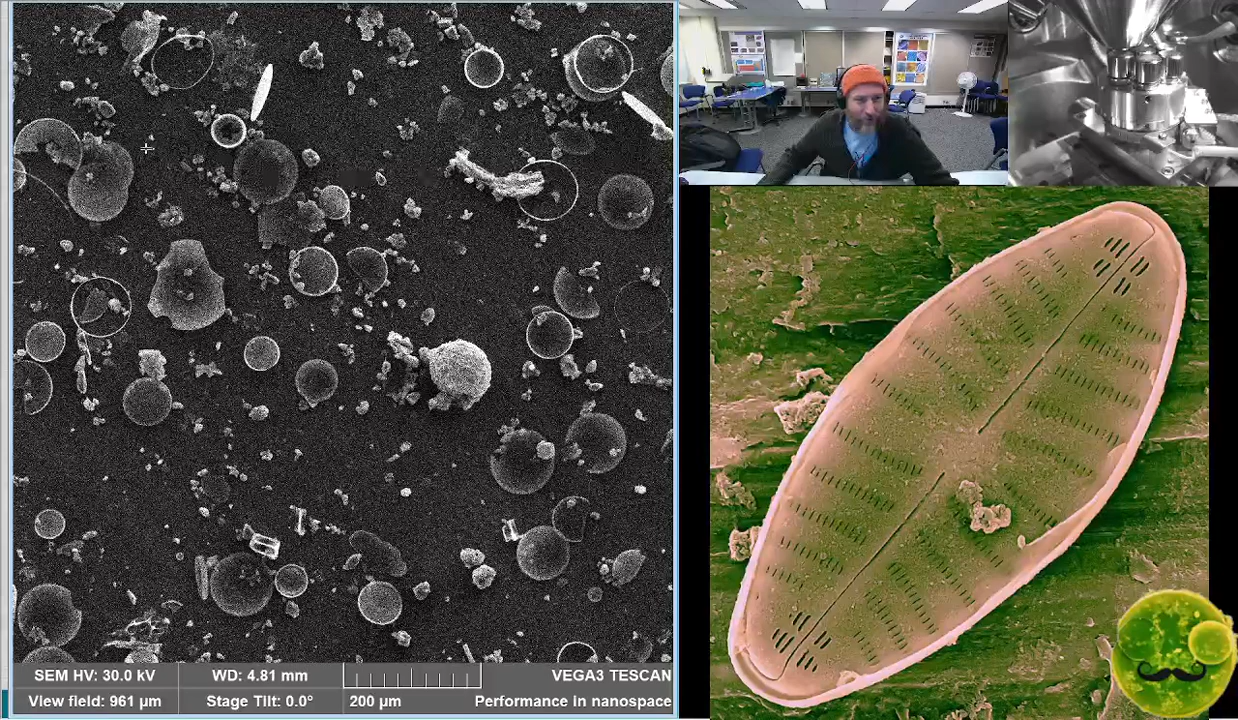 SEM HV: 30.0 kV
WD: 4.81 mm
VEGA3 TESCAN
View field: 961 µm
Stage Tilt: 0.0°
200 µm
Performance in nanospace